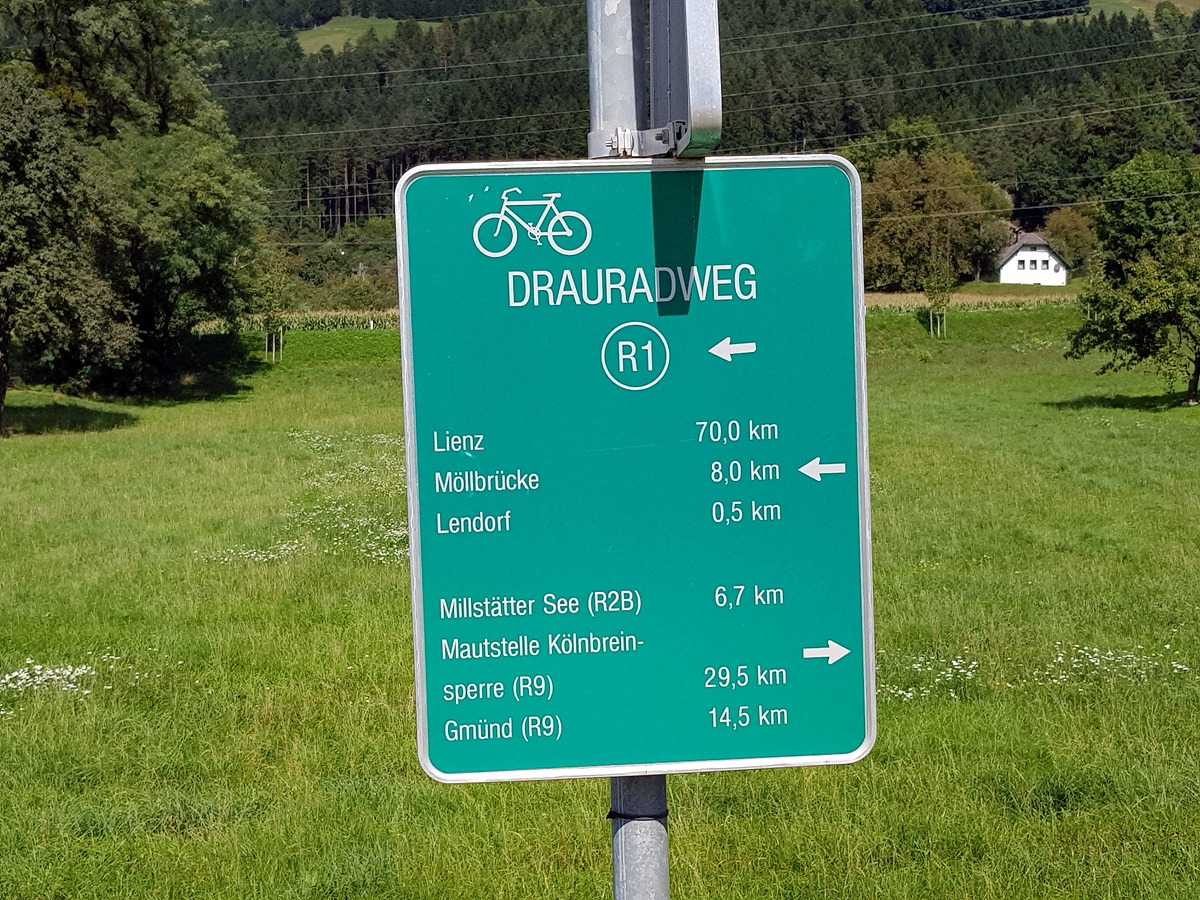 DRAURADWEG
R1
Lienz 70,0 km
Möllbrücke 8,0 km
Lendorf 0,5 km
Millstätter See (R2B) 6,7 km
Mautstelle Kölnbrein-
sperre (R9) 29,5 km
Gmünd (R9) 14,5 km